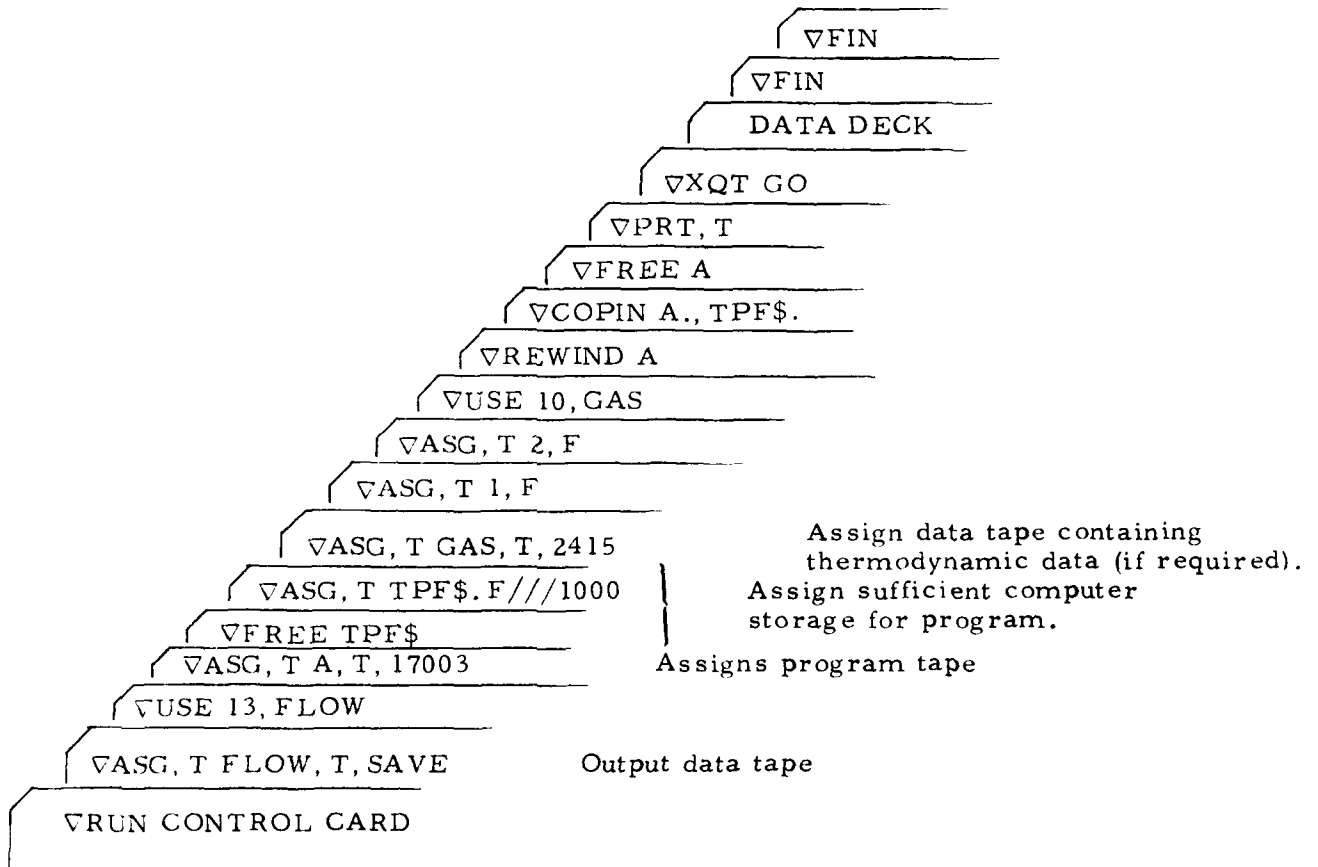 ∇FIN
∇FIN
DATA DECK
∇XQT GO
∇PRT, T
∇FREE A
∇COPIN A., TPF$.
∇REWIND A
∇USE 10, GAS
∇ASG, T 2, F
∇ASG, T 1, F
∇ASG, T GAS, T, 2415
Assign data tape containing
thermodynamic data (if required).
∇ASG, T TPF$. F///1000
Assign sufficient computer
storage for program.
∇FREE TPF$
∇ASG, T A, T, 17003
Assigns program tape
∇USE 13, FLOW
∇ASG, T FLOW, T, SAVE
Output data tape
∇RUN CONTROL CARD